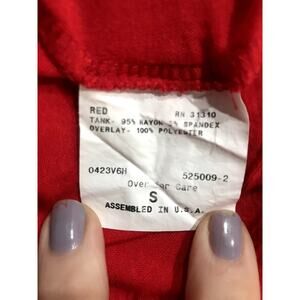 RED RN 31310
TANK- 95% RAYON 5% SPANDEX
OVERLAY- 100% POLYESTER
0423V6H 525009-2
Over for Care
S
ASSEMBLED IN U.S.A.